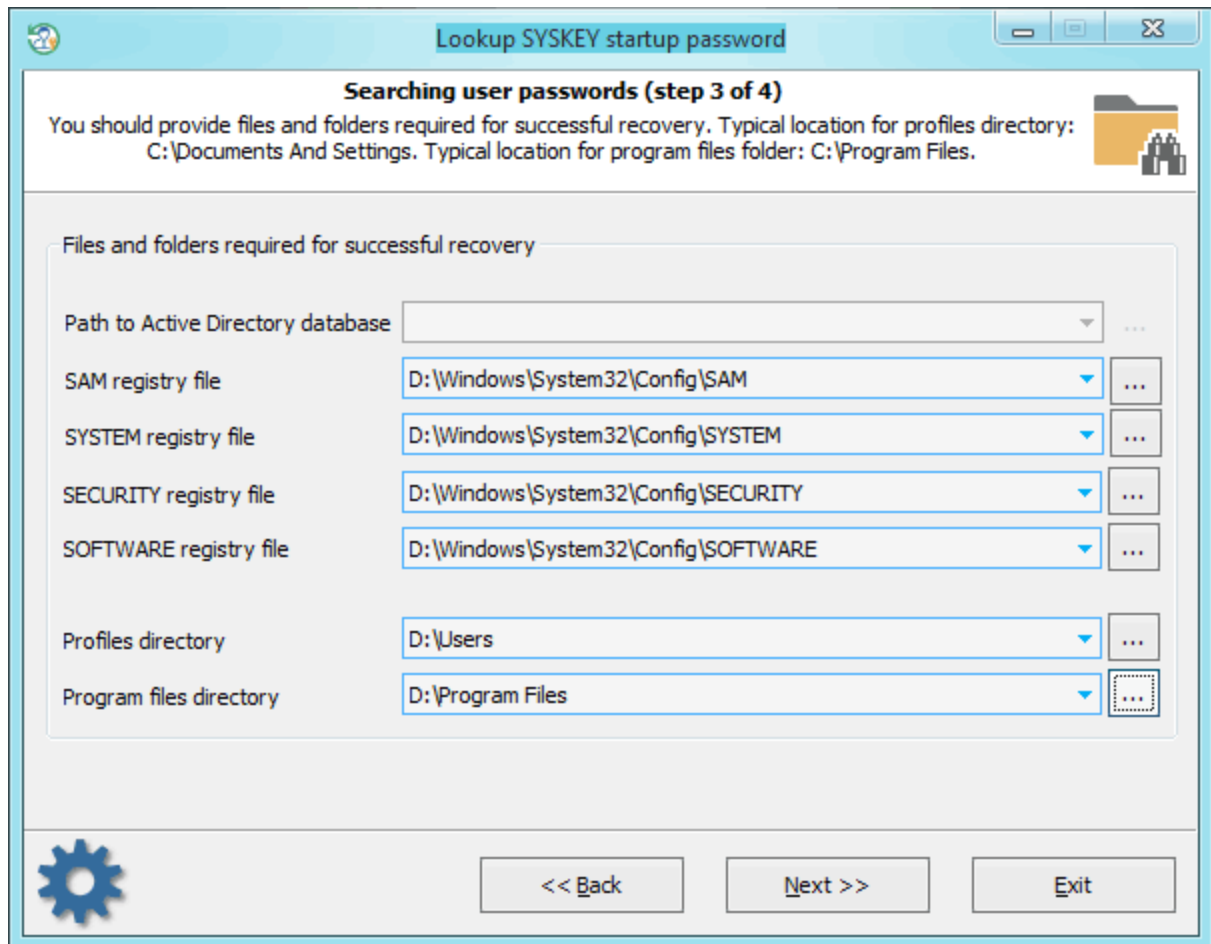 Lookup SYSKEY startup password
Searching user passwords (step 3 of 4)
You should provide files and folders required for successful recovery. Typical location for profiles directory:
C:\Documents And Settings. Typical location for program files folder: C:\Program Files.
Files and folders required for successful recovery
Path to Active Directory database ...
SAM registry file D:\Windows\System32\Config\SAM ...
SYSTEM registry file D:\Windows\System32\Config\SYSTEM ...
SECURITY registry file D:\Windows\System32\Config\SECURITY ...
SOFTWARE registry file D:\Windows\System32\Config\SOFTWARE ...
Profiles directory D:\Users ...
Program files directory D:\Program Files ...
<< Back Next >> Exit